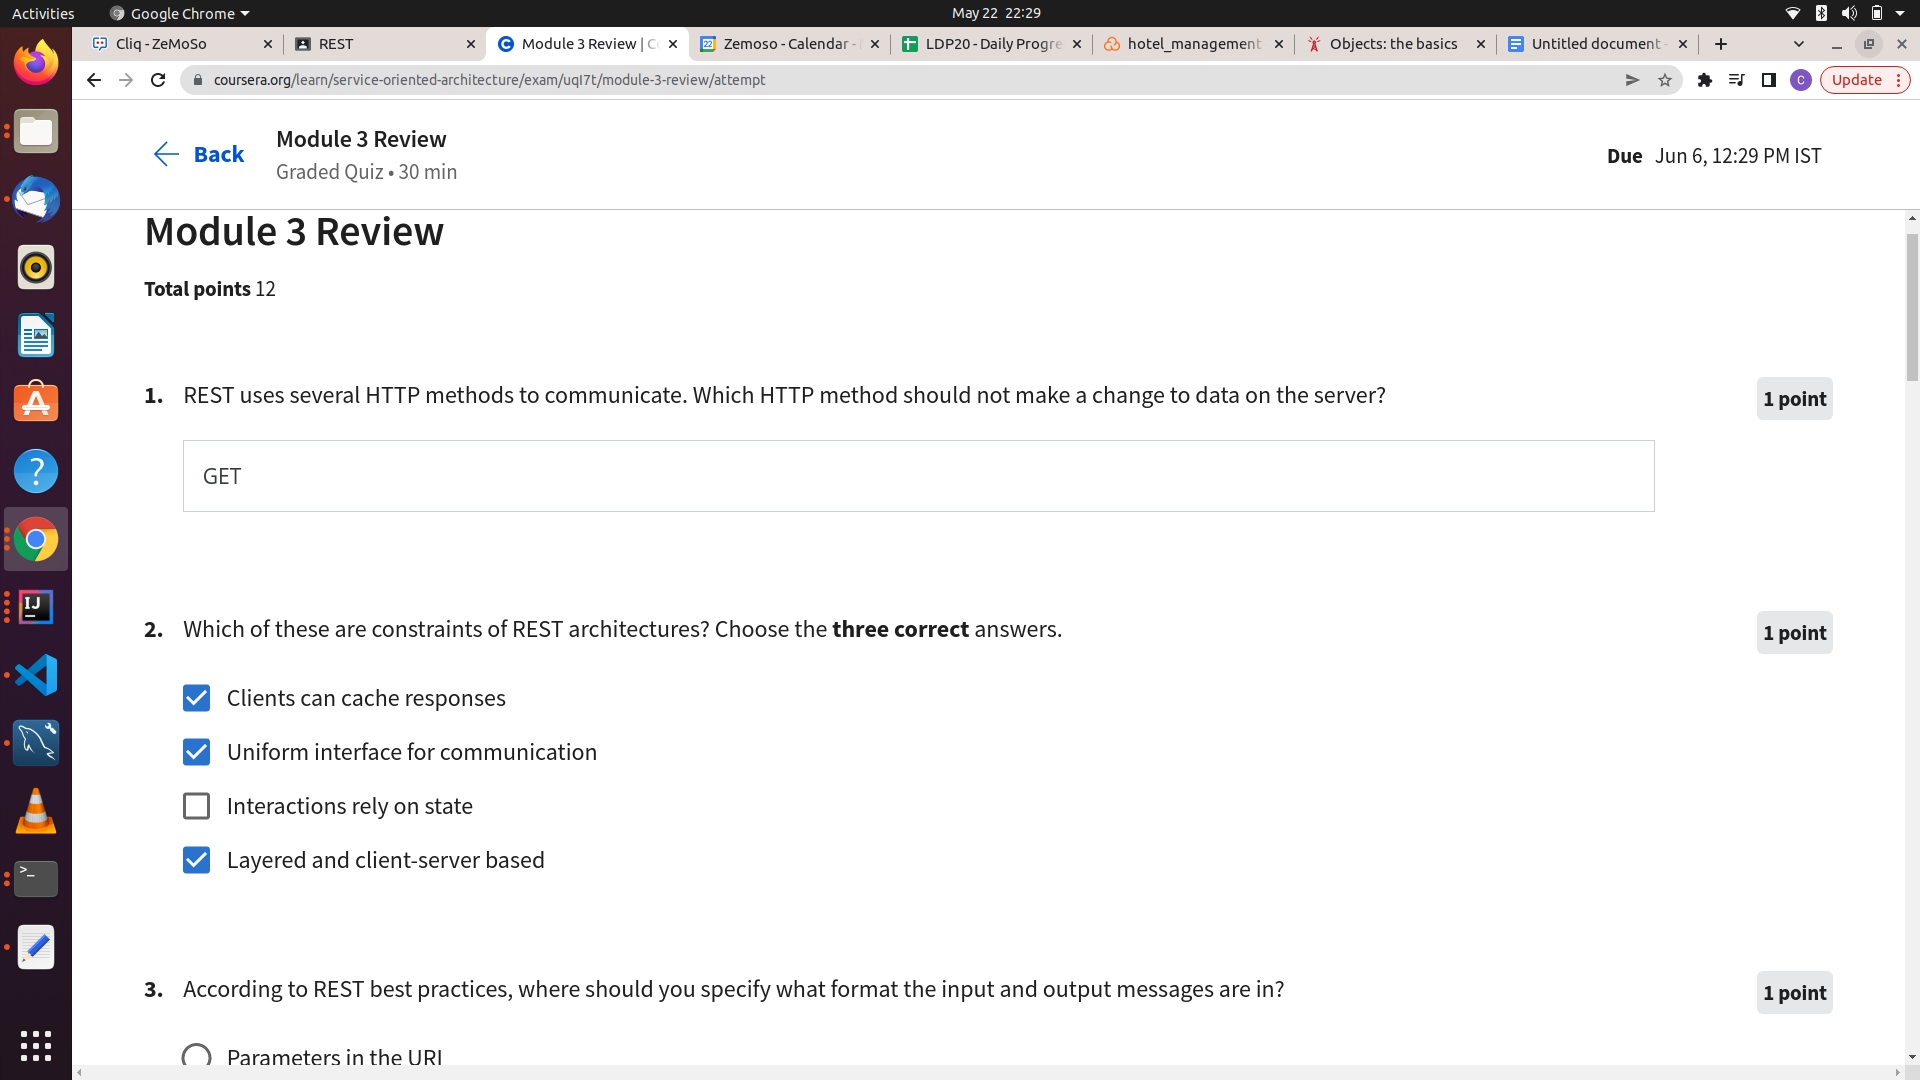 Activities
Google Chrome
May 22 22:29
Cliq - ZeMoSo
REST
Module 3 Review | C
Zemoso - Calendar -
LDP20 - Daily Progre
hotel_management
Objects: the basics
Untitled document -
coursera.org/learn/service-oriented-architecture/exam/uqI7t/module-3-review/attempt
C
Update
Back
Module 3 Review
Graded Quiz • 30 min
Due Jun 6, 12:29 PM IST
Module 3 Review
Total points 12
1. REST uses several HTTP methods to communicate. Which HTTP method should not make a change to data on the server?
1 point
GET
2. Which of these are constraints of REST architectures? Choose the three correct answers.
1 point
Clients can cache responses
Uniform interface for communication
Interactions rely on state
Layered and client-server based
3. According to REST best practices, where should you specify what format the input and output messages are in?
1 point
Parameters in the URI